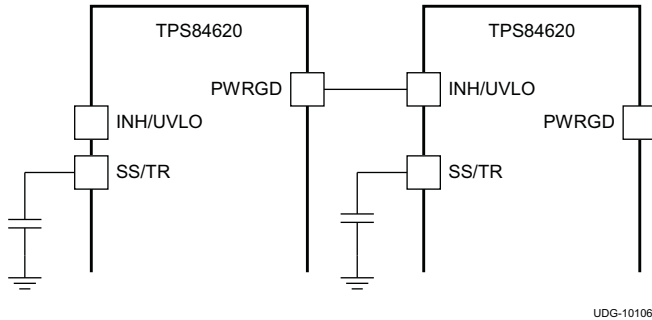 TPS84620
TPS84620
PWRGD
INH/UVLO
INH/UVLO
PWRGD
SS/TR
SS/TR
UDG-10106